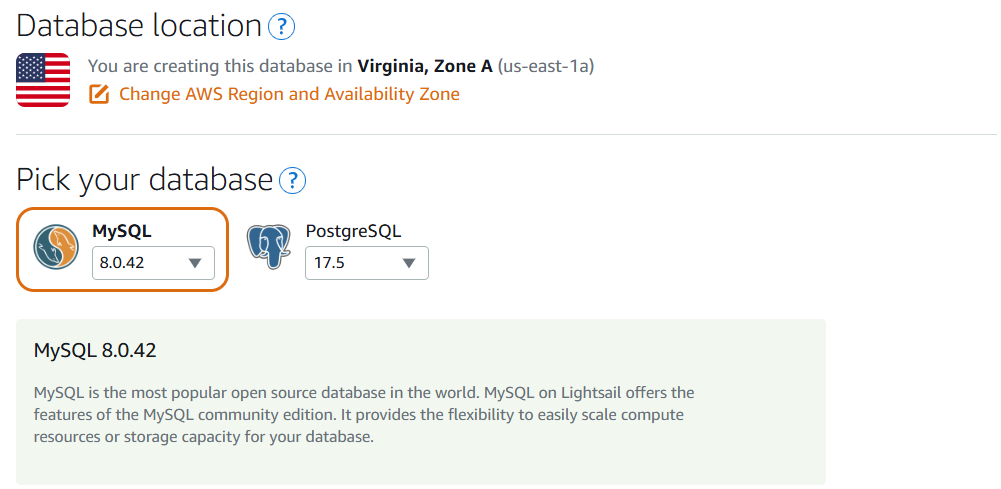 Database location ?
You are creating this database in Virginia, Zone A (us-east-1a)
Change AWS Region and Availability Zone
Pick your database ?
MySQL
8.0.42
PostgreSQL
17.5
MySQL 8.0.42
MySQL is the most popular open source database in the world. MySQL on Lightsail offers the
features of the MySQL community edition. It provides the flexibility to easily scale compute
resources or storage capacity for your database.